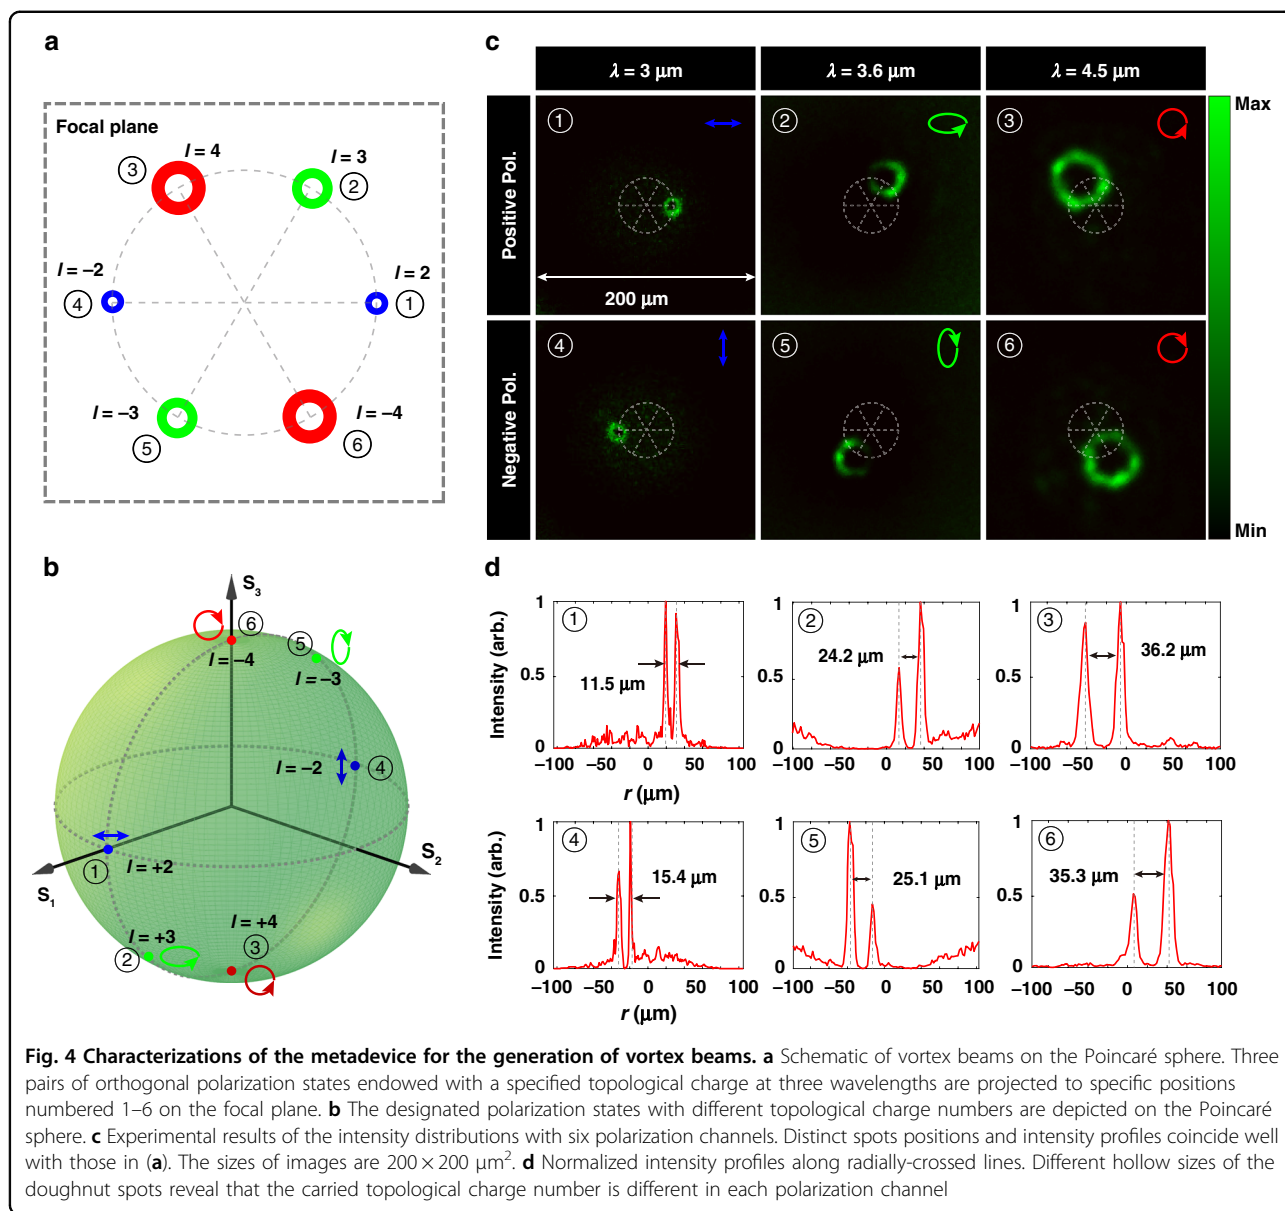 a
Focal plane
l = 4
l = 3
③
②
l = −2
l = 2
④
①
l = −3
l = −4
⑤
⑥
c
λ = 3 μm
λ = 3.6 μm
λ = 4.5 μm
Positive Pol.
①
②
③
200 μm
Negative Pol.
④
⑤
⑥
Max
Min
b
S3
⑥
⑤
l = −4
l = −3
l = −2
④
S2
①
S1
l = +2
l = +4
l = +3
③
②
d
Intensity (arb.)
1
0.5
0
①
11.5 μm
−100 −50 0 50 100
r (μm)
1
0.5
0
②
24.2 μm
−100 −50 0 50 100
1
0.5
0
③
36.2 μm
−100 −50 0 50 100
Intensity (arb.)
1
0.5
0
④
15.4 μm
−100 −50 0 50 100
r (μm)
1
0.5
0
⑤
25.1 μm
−100 −50 0 50 100
1
0.5
0
⑥
35.3 μm
−100 −50 0 50 100
Fig. 4 Characterizations of the metadevice for the generation of vortex beams. a Schematic of vortex beams on the Poincaré sphere. Three
pairs of orthogonal polarization states endowed with a specified topological charge at three wavelengths are projected to specific positions
numbered 1–6 on the focal plane. b The designated polarization states with different topological charge numbers are depicted on the Poincaré
sphere. c Experimental results of the intensity distributions with six polarization channels. Distinct spots positions and intensity profiles coincide well
with those in (a). The sizes of images are 200 × 200 μm². d Normalized intensity profiles along radially-crossed lines. Different hollow sizes of the
doughnut spots reveal that the carried topological charge number is different in each polarization channel